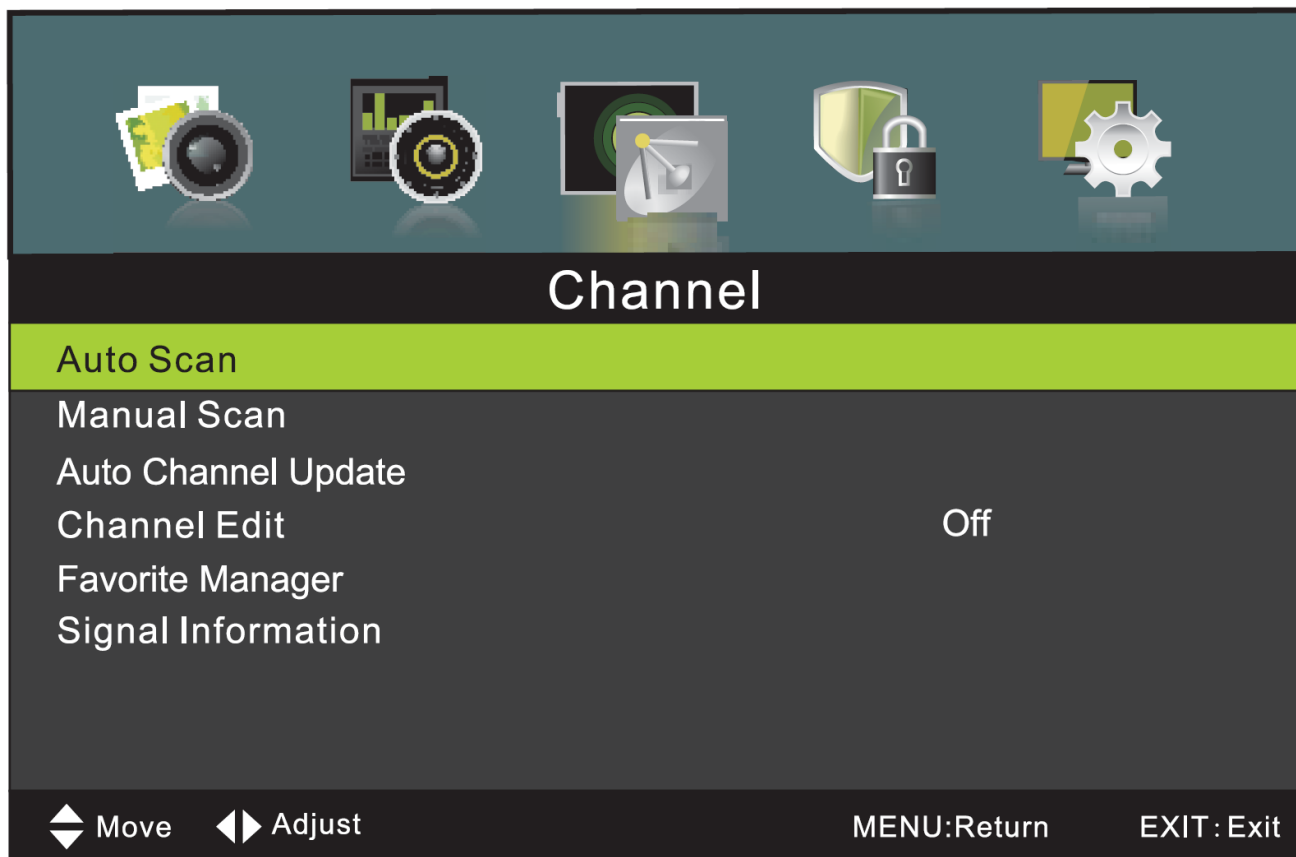 Channel
Auto Scan
Manual Scan
Auto Channel Update
Channel Edit Off
Favorite Manager
Signal Information
Move Adjust MENU:Return EXIT:Exit